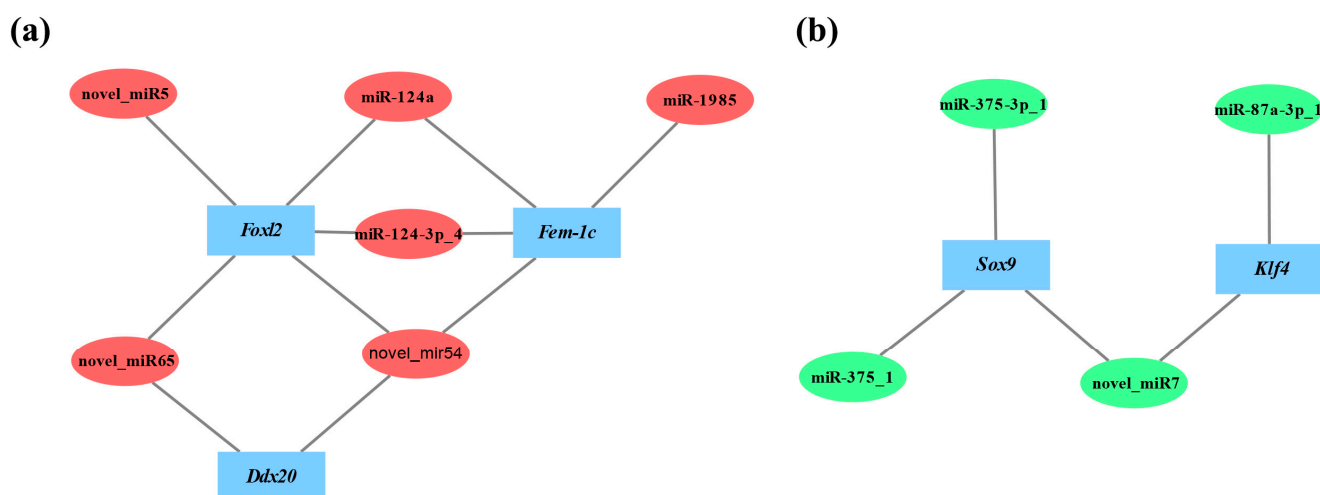 (a)
(b)
novel_miR5
miR-124a
miR-1985
miR-375-3p_1
miR-87a-3p_1
Foxl2
miR-124-3p_4
Fem-1c
Sox9
Klf4
novel_miR65
novel_mir54
miR-375_1
novel_miR7
Ddx20